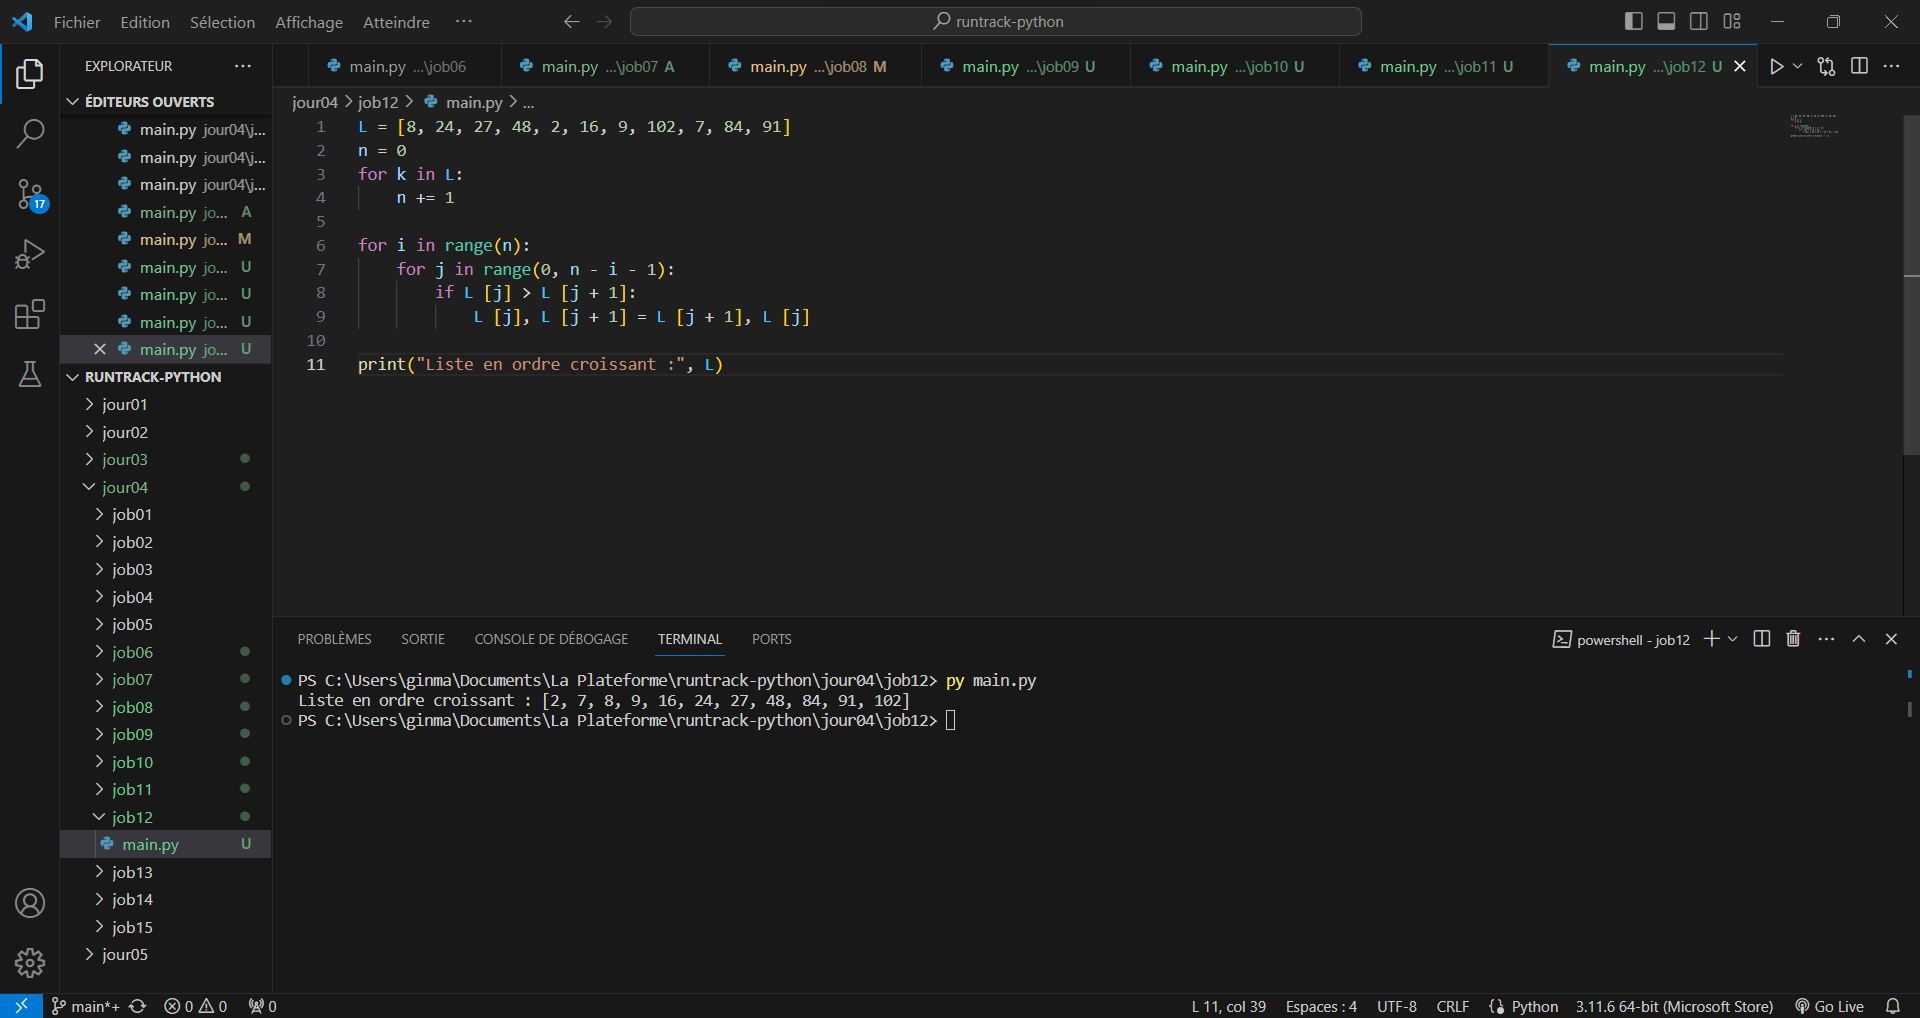 Fichier Edition Sélection Affichage Atteindre ··· runtrack-python
EXPLORATEUR ···
main.py ...\job06 main.py ...\job07 A main.py ...\job08 M main.py ...\job09 U main.py ...\job10 U main.py ...\job11 U main.py ...\job12 U
ÉDITEURS OUVERTS
main.py jour04\j...
main.py jour04\j...
main.py jour04\j...
main.py jo... A
main.py jo... M
main.py jo... U
main.py jo... U
main.py jo... U
main.py jo... U
RUNTRACK-PYTHON
jour01
jour02
jour03
jour04
job01
job02
job03
job04
job05
job06
job07
job08
job09
job10
job11
job12
main.py U
job13
job14
job15
jour05
17
jour04 > job12 > main.py > ...
1 L = [8, 24, 27, 48, 2, 16, 9, 102, 7, 84, 91]
2 n = 0
3 for k in L:
4     n += 1
5
6 for i in range(n):
7     for j in range(0, n - i - 1):
8         if L [j] > L [j + 1]:
9             L [j], L [j + 1] = L [j + 1], L [j]
10
11 print("Liste en ordre croissant :", L)
PROBLÈMES SORTIE CONSOLE DE DÉBOGAGE TERMINAL PORTS powershell - job12
PS C:\Users\ginma\Documents\La Plateforme\runtrack-python\jour04\job12> py main.py
Liste en ordre croissant : [2, 7, 8, 9, 16, 24, 27, 48, 84, 91, 102]
PS C:\Users\ginma\Documents\La Plateforme\runtrack-python\jour04\job12>
main*+ 0 0 0 L 11, col 39 Espaces : 4 UTF-8 CRLF Python 3.11.6 64-bit (Microsoft Store) Go Live